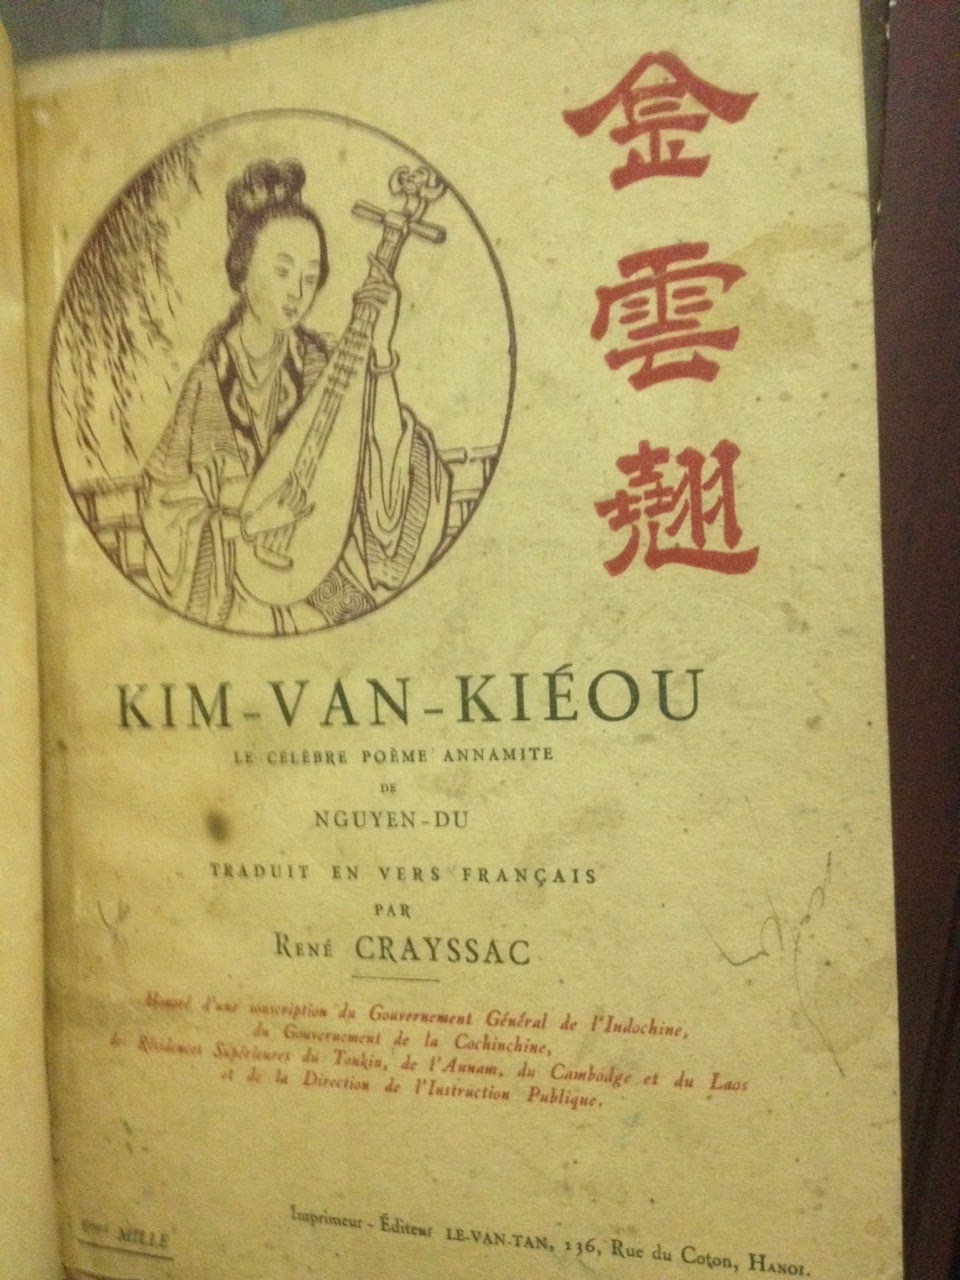 金
雲
翹
KIM-VAN-KIÉOU
LE CÉLÈBRE POÈME ANNAMITE
DE
NGUYEN-DU
TRADUIT EN VERS FRANÇAIS
PAR
RENÉ CRAYSSAC
Honoré d'une souscription du Gouvernement Général de l'Indochine,
du Gouvernement de la Cochinchine,
des Résidences Supérieures du Tonkin, de l'Annam, du Cambodge et du Laos
et de la Direction de l'Instruction Publique.
MILLE
Imprimeur-Éditeur LE-VAN-TAN, 136, Rue du Coton, HANOI.